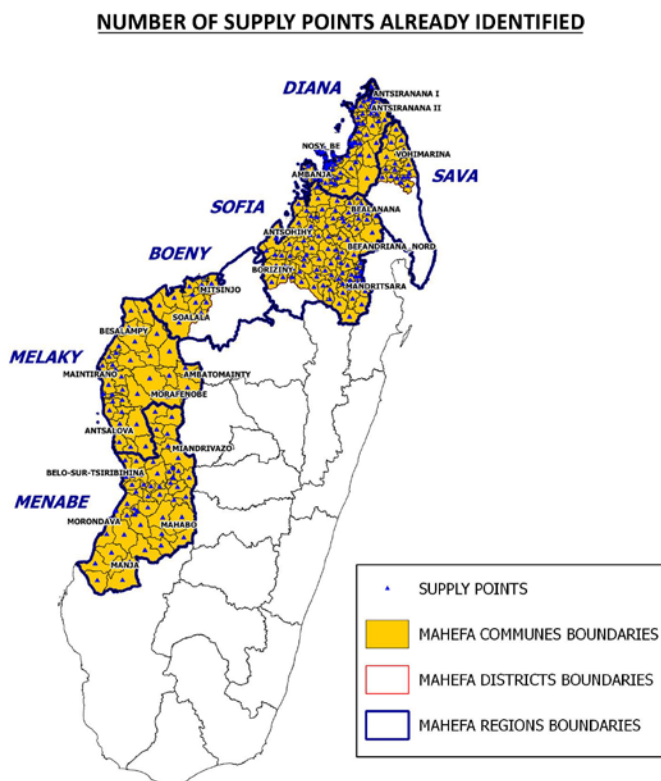 NUMBER OF SUPPLY POINTS ALREADY IDENTIFIED
DIANA
ANTSIRANANA I
ANTSIRANANA II
NOSY_BE
VOHIMARINA
AMBANJA
SAVA
SOFIA
BEALANANA
ANTSOHIHY
BEFANDRIANA_NORD
BOENY
BORIZINY
MANDRITSARA
MITSINJO
SOALALA
BESALAMPY
MELAKY
MAINTIRANO
AMBATOMAINTY
MORAFENOBE
ANTSALOVA
MIANDRIVAZO
BELO-SUR-TSIRIBIHINA
MENABE
MORONDAVA
MAHABO
MANJA
SUPPLY POINTS
MAHEFA COMMUNES BOUNDARIES
MAHEFA DISTRICTS BOUNDARIES
MAHEFA REGIONS BOUNDARIES